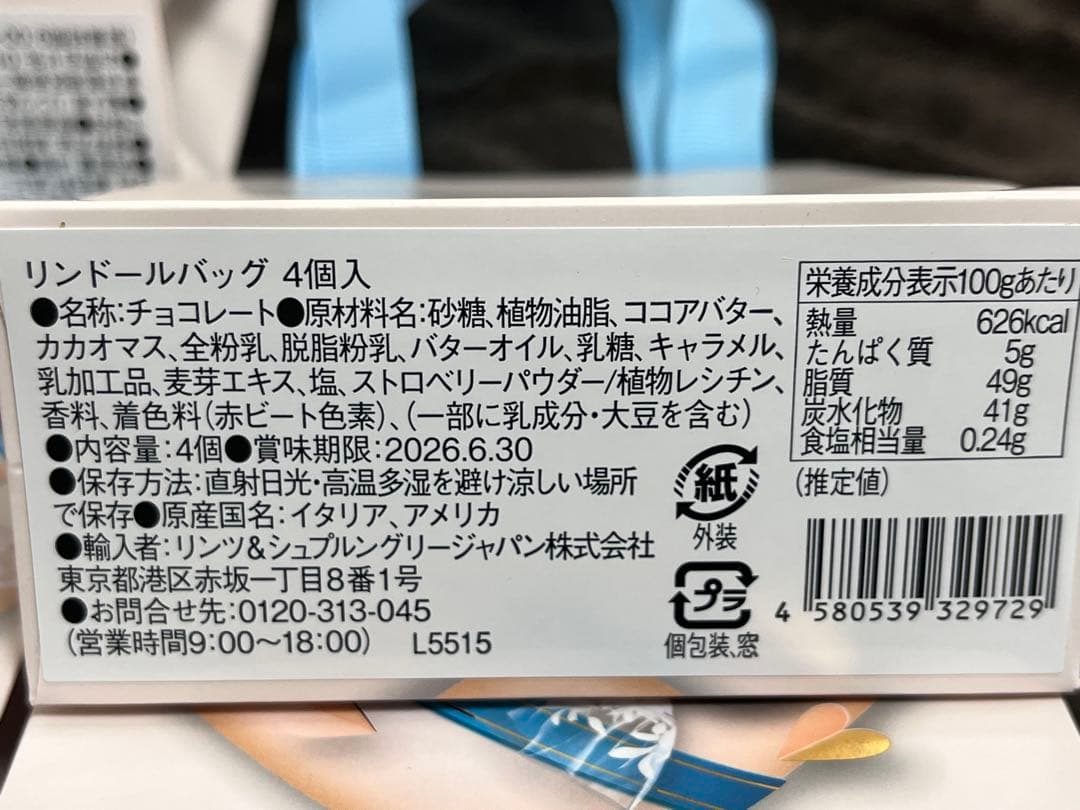 リンドールバッグ 4個入
●名称:チョコレート●原材料名:砂糖、植物油脂、ココアバター、
カカオマス、全粉乳、脱脂粉乳、バターオイル、乳糖、キャラメル、
乳加工品、麦芽エキス、塩、ストロベリーパウダー/植物レシチン、
香料、着色料(赤ビート色素)、(一部に乳成分・大豆を含む)
●内容量:4個●賞味期限:2026.6.30
●保存方法:直射日光・高温多湿を避け涼しい場所
で保存●原産国名:イタリア、アメリカ
●輸入者:リンツ&シュプルングリージャパン株式会社
東京都港区赤坂一丁目8番1号
●お問合せ先:0120-313-045
(営業時間9:00〜18:00) L5515
紙
外装
プラ
個包装、窓
栄養成分表示100gあたり
熱量 626kcal
たんぱく質 5g
脂質 49g
炭水化物 41g
食塩相当量 0.24g
(推定値)
4 580539 329729